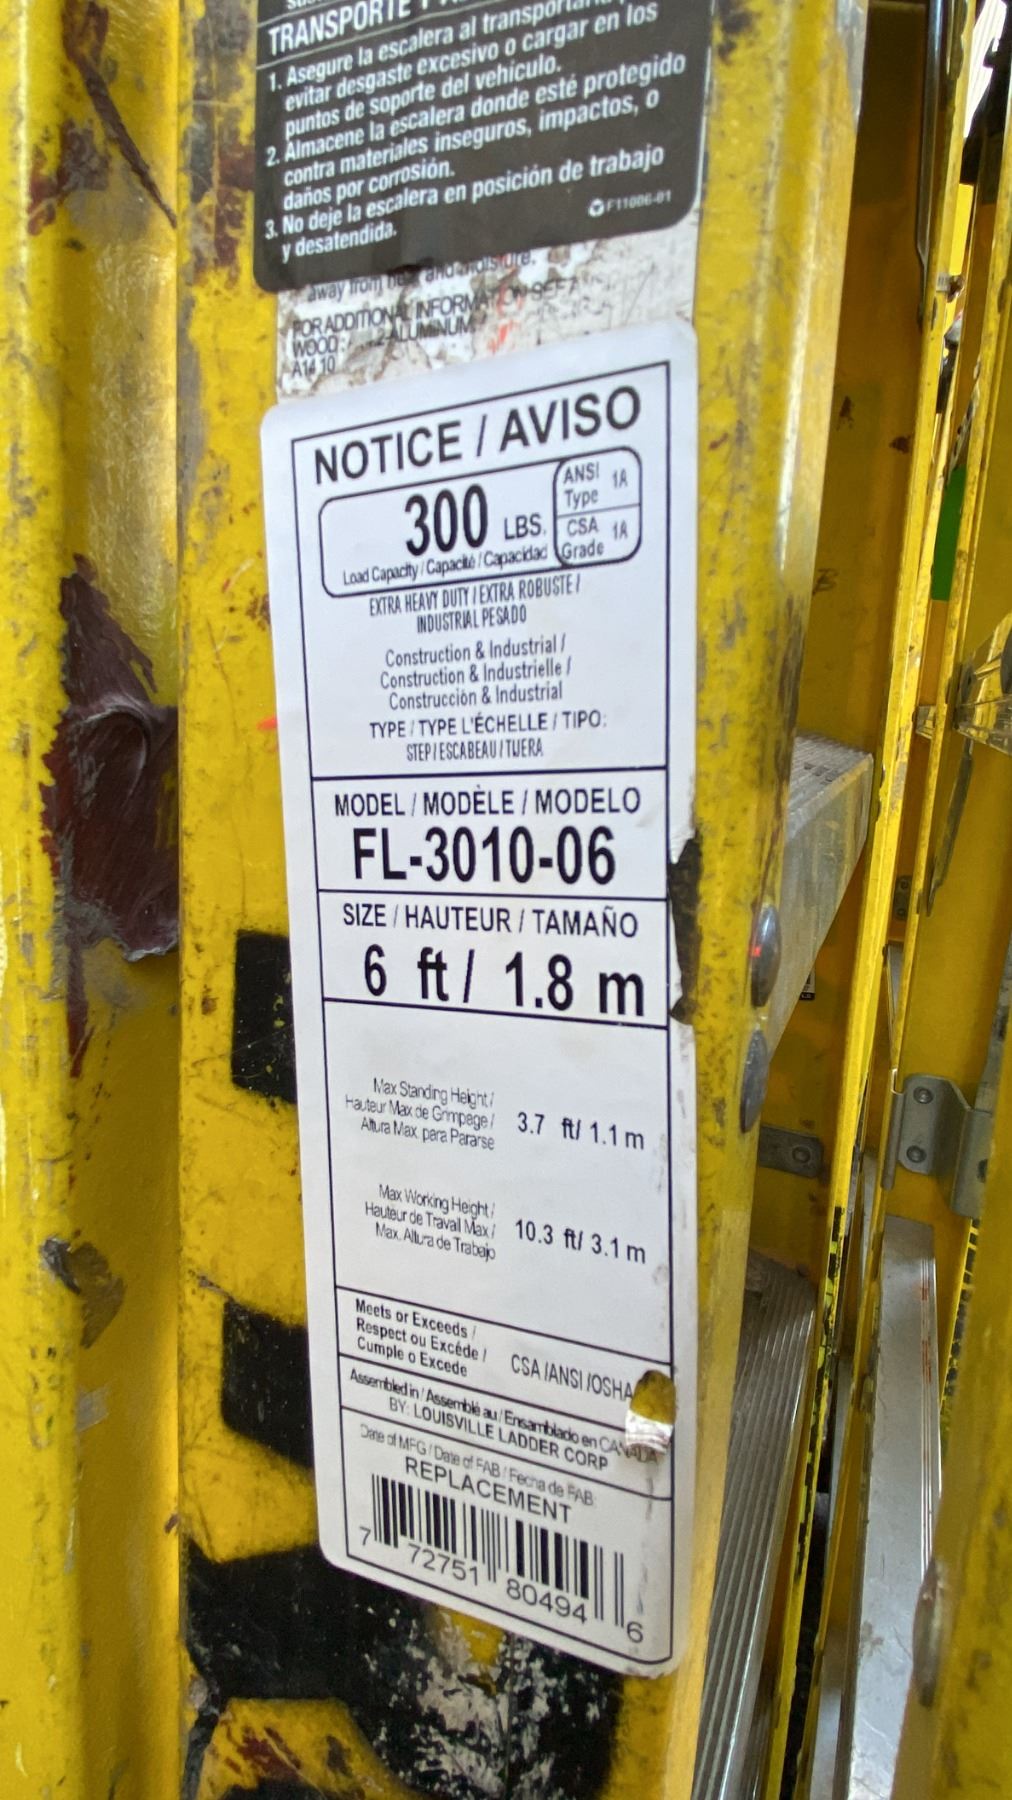 TRANSPORTE Y
1. Asegure la escalera al transportarla
evitar desgaste excesivo o cargar en los
puntos de soporte del vehículo.
2. Almacene la escalera donde esté protegido
contra materiales inseguros, impactos, o
daños por corrosión.
3. No deje la escalera en posición de trabajo
y desatendida.
F11006-01
away from and moisture.
FOR ADDITIONAL INFORMATION SEE
WOOD: ALUMINUM
NOTICE / AVISO
300 LBS.
Load Capacity / Capacité / Capacidad
ANSI Type 1A
CSA Grade 1A
EXTRA HEAVY DUTY / EXTRA ROBUSTE /
INDUSTRIAL PESADO
Construction & Industrial /
Construction & Industrielle /
Construcción & Industrial
TYPE / TYPE L'ÉCHELLE / TIPO:
STEP / ESCABEAU / TIJERA
MODEL / MODÈLE / MODELO
FL-3010-06
SIZE / HAUTEUR / TAMAÑO
6 ft / 1.8 m
Max Standing Height /
Hauteur Max de Grimpage /
Altura Max. para Pararse
3.7 ft/ 1.1 m
Max Working Height /
Hauteur de Travail Max /
Max. Altura de Trabajo
10.3 ft/ 3.1 m
Meets or Exceeds /
Respect ou Excéde /
Cumple o Excede
CSA /ANSI /OSHA
Assembled in / Assemblé au / Ensamblado en CANADA
BY: LOUISVILLE LADDER CORP
Date of MFG / Date of FAB / Fecha de FAB:
REPLACEMENT
7 72751 80494 6